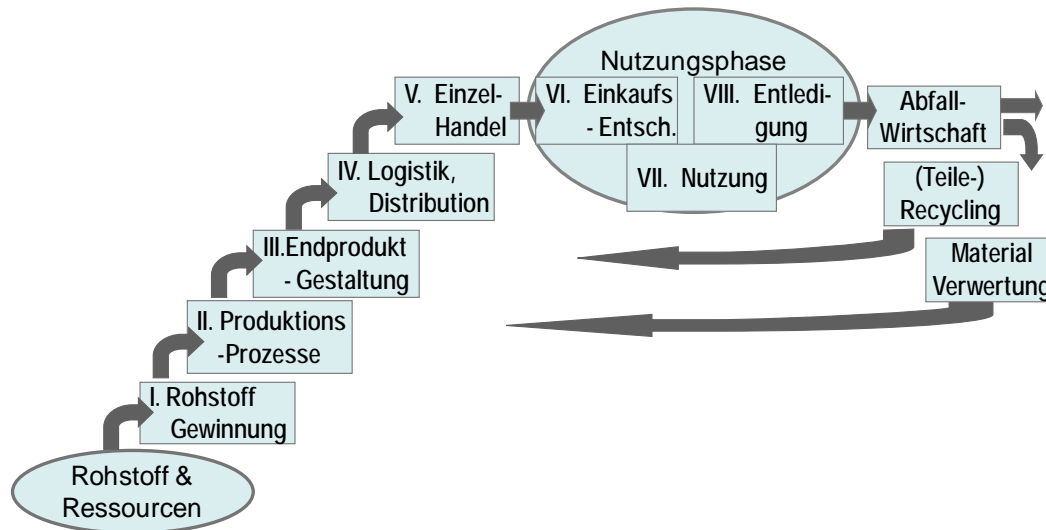 Nutzungsphase
V. Einzel-
Handel
VI. Einkaufs
- Entsch.
VIII. Entledi-
gung
Abfall-
Wirtschaft
IV. Logistik,
Distribution
VII. Nutzung
(Teile-)
Recycling
III.Endprodukt
- Gestaltung
Material
Verwertung
II. Produktions
-Prozesse
I. Rohstoff
Gewinnung
Rohstoff &
Ressourcen